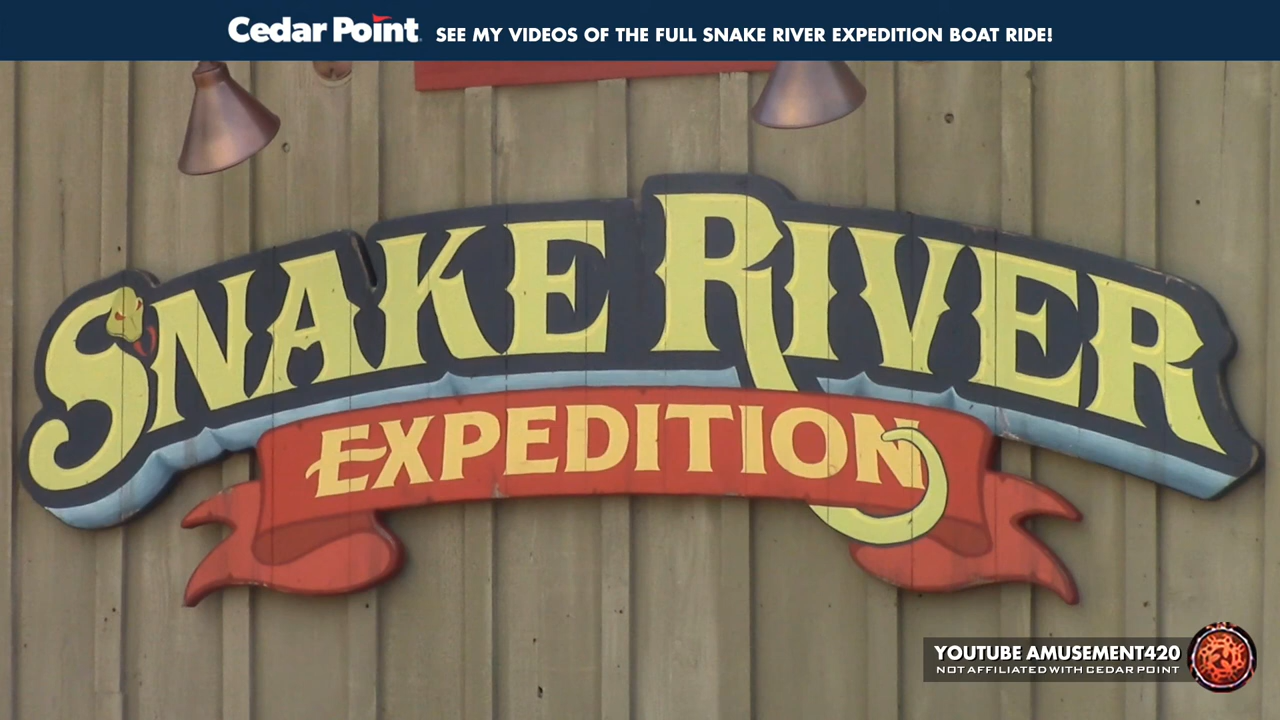 Cedar Point. SEE MY VIDEOS OF THE FULL SNAKE RIVER EXPEDITION BOAT RIDE!
SNAKE RIVER
EXPEDITION
YOUTUBE AMUSEMENT420
NOT AFFILIATED WITH CEDAR POINT